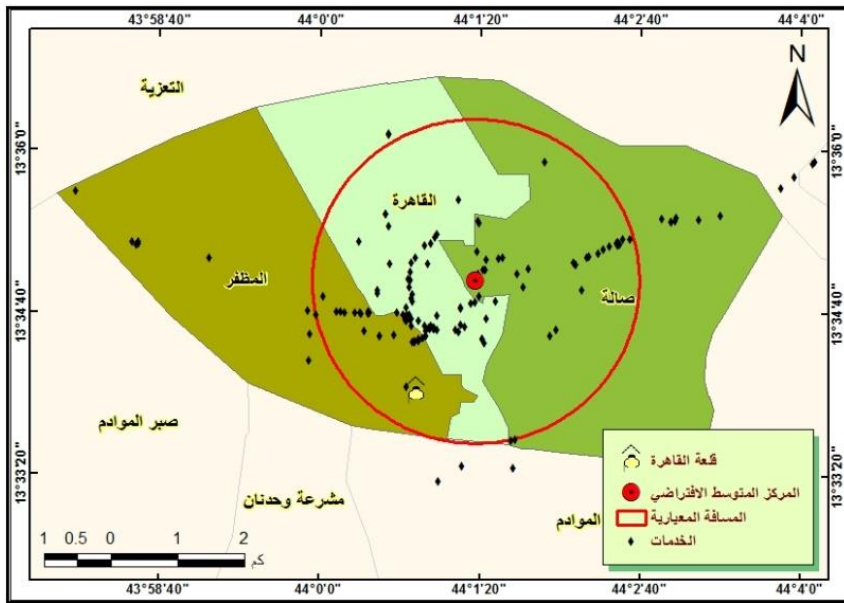 43°58'40" 44°0'0" 44°1'20" 44°2'40" 44°4'0"
N
التعزية
13°36'0" 13°36'0"
القاهرة
المظفر
صالة
13°34'40" 13°34'40"
صبر الموادم
مشرعة وحدنان
الموادم
13°33'20" 13°33'20"
قلعة القاهرة
المركز المتوسط الافتراضي
المسافة المعيارية
الخدمات
1 0.5 0 1 2
كم
43°58'40" 44°0'0" 44°1'20" 44°2'40" 44°4'0"